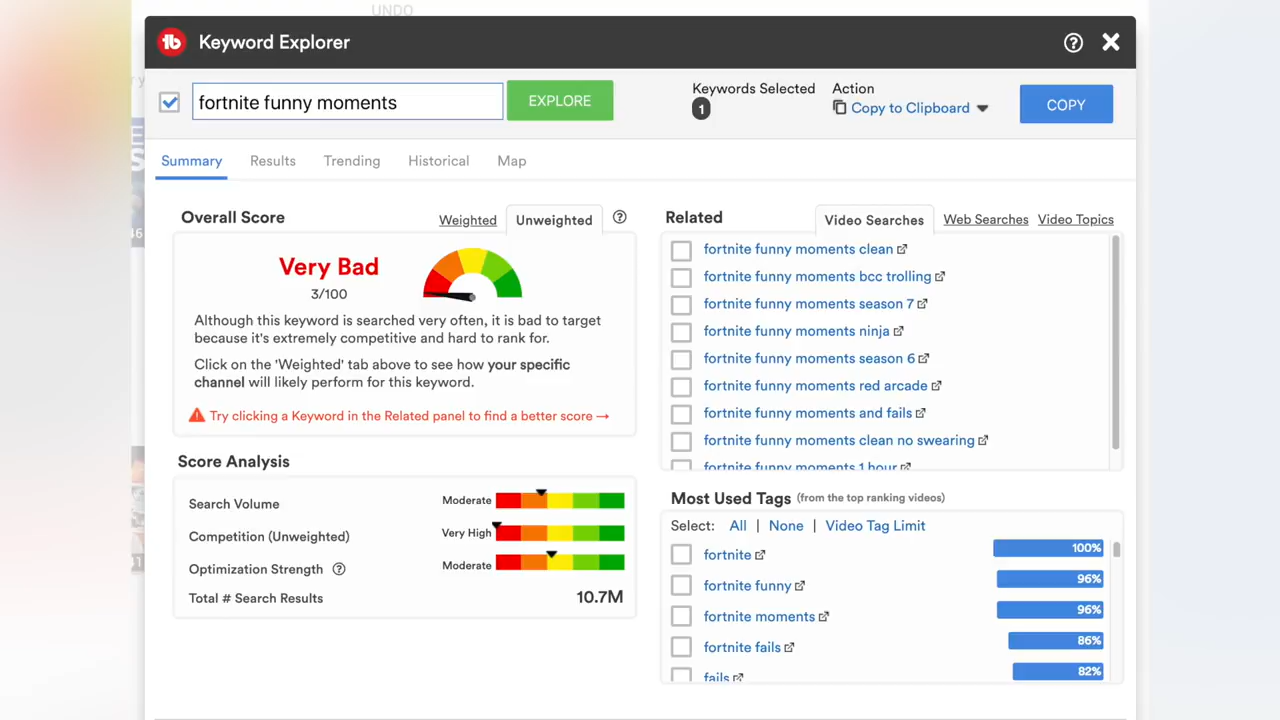 UNDO
tb Keyword Explorer
fortnite funny moments
EXPLORE
Keywords Selected
1
Action
Copy to Clipboard
COPY
Summary Results Trending Historical Map
Overall Score
Weighted Unweighted
Very Bad
3/100
Although this keyword is searched very often, it is bad to target
because it's extremely competitive and hard to rank for.
Click on the 'Weighted' tab above to see how your specific
channel will likely perform for this keyword.
Try clicking a Keyword in the Related panel to find a better score →
Score Analysis
Search Volume Moderate
Competition (Unweighted) Very High
Optimization Strength Moderate
Total # Search Results 10.7M
Related
Video Searches Web Searches Video Topics
fortnite funny moments clean
fortnite funny moments bcc trolling
fortnite funny moments season 7
fortnite funny moments ninja
fortnite funny moments season 6
fortnite funny moments red arcade
fortnite funny moments and fails
fortnite funny moments clean no swearing
fortnite funny moments 1 hour
Most Used Tags (from the top ranking videos)
Select: All | None | Video Tag Limit
fortnite 100%
fortnite funny 96%
fortnite moments 96%
fortnite fails 86%
fails 82%